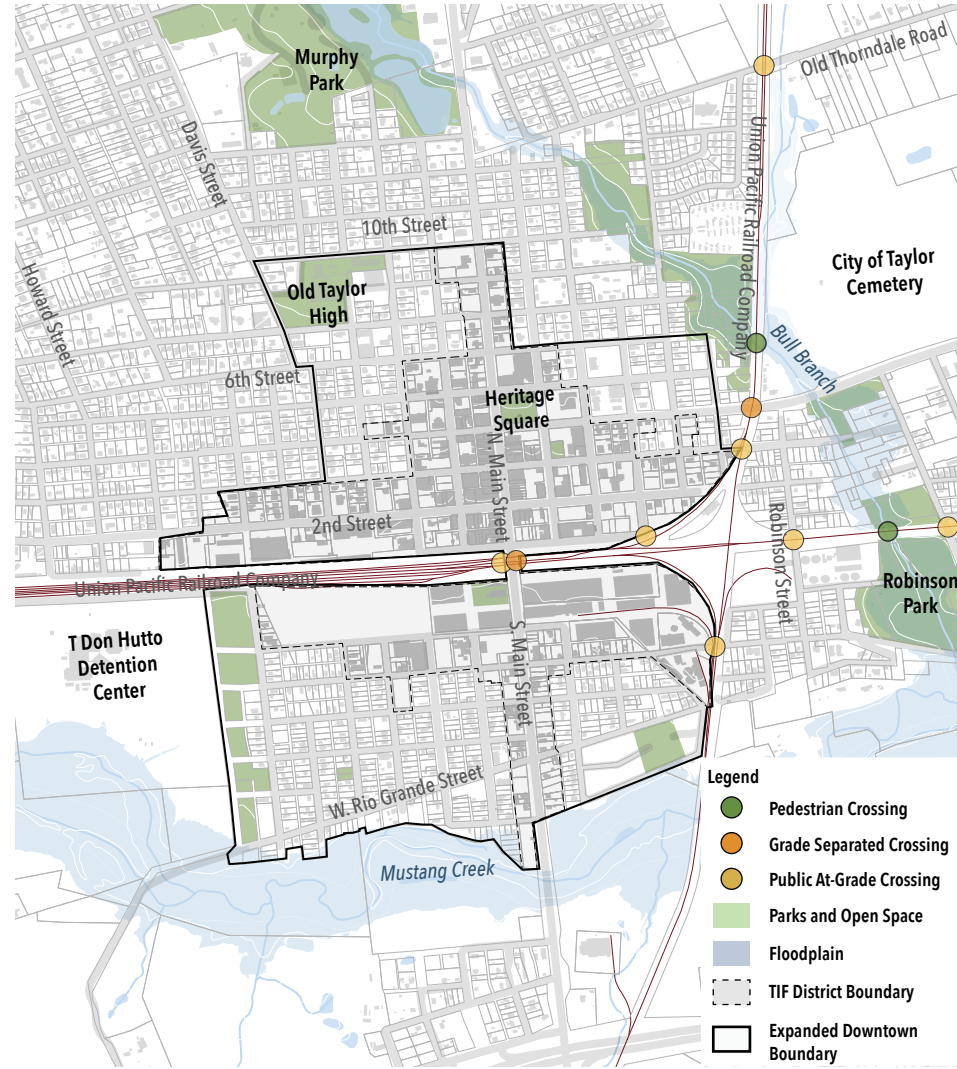 Murphy
Park
Old Thorndale Road
Davis Street
Union Pacific Railroad Company
10th Street
City of Taylor
Cemetery
Howard Street
Old Taylor
High
Bull Branch
6th Street
Heritage
Square
N. Main Street
2nd Street
Robinson Street
Union Pacific Railroad Company
Robinson
Park
T Don Hutto
Detention
Center
S. Main Street
W. Rio Grande Street
Mustang Creek
Legend
Pedestrian Crossing
Grade Separated Crossing
Public At-Grade Crossing
Parks and Open Space
Floodplain
TIF District Boundary
Expanded Downtown
Boundary